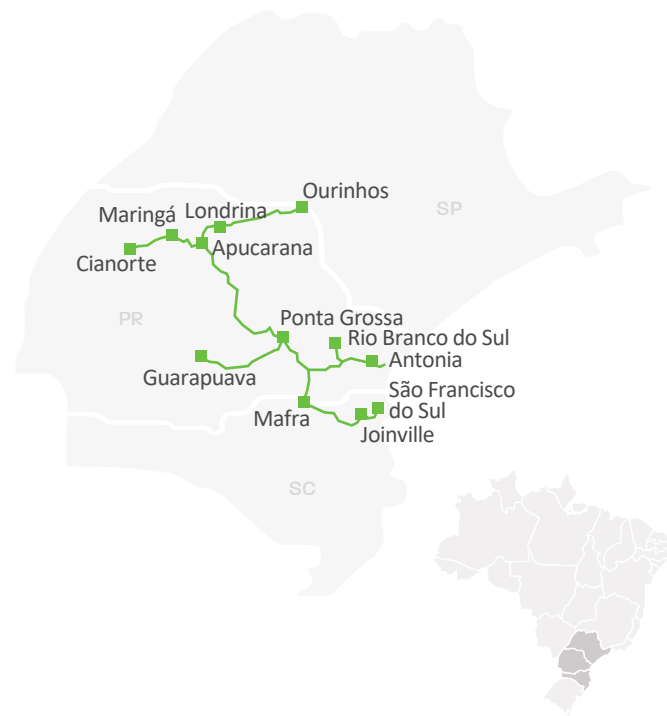 Ourinhos
Londrina
Maringá
SP
Apucarana
Cianorte
PR
Ponta Grossa
Rio Branco do Sul
Antonia
Guarapuava
São Francisco
do Sul
Mafra
Joinville
SC